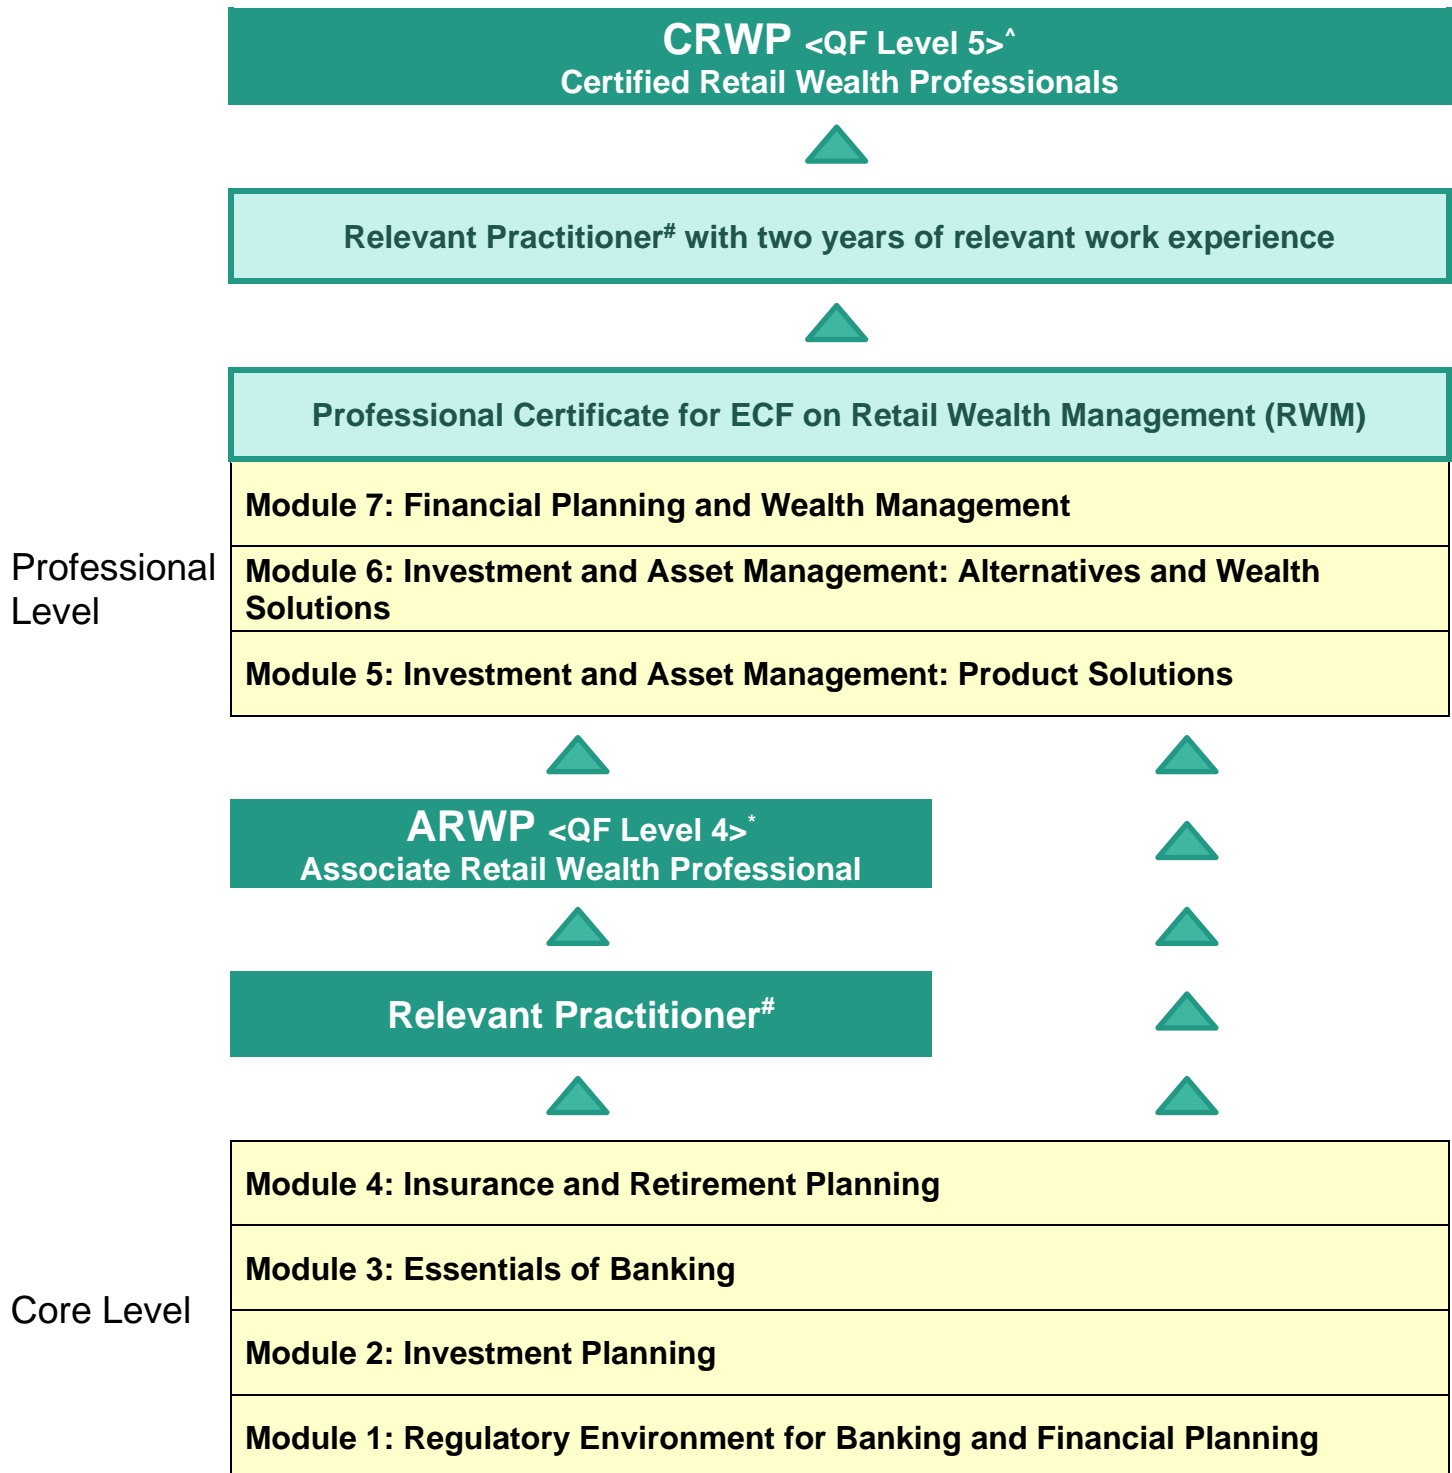 CRWP <QF Level 5>^
Certified Retail Wealth Professionals
Relevant Practitioner# with two years of relevant work experience
Professional Certificate for ECF on Retail Wealth Management (RWM)
Professional
Level
Module 7: Financial Planning and Wealth Management
Module 6: Investment and Asset Management: Alternatives and Wealth
Solutions
Module 5: Investment and Asset Management: Product Solutions
ARWP <QF Level 4>*
Associate Retail Wealth Professional
Relevant Practitioner#
Core Level
Module 4: Insurance and Retirement Planning
Module 3: Essentials of Banking
Module 2: Investment Planning
Module 1: Regulatory Environment for Banking and Financial Planning